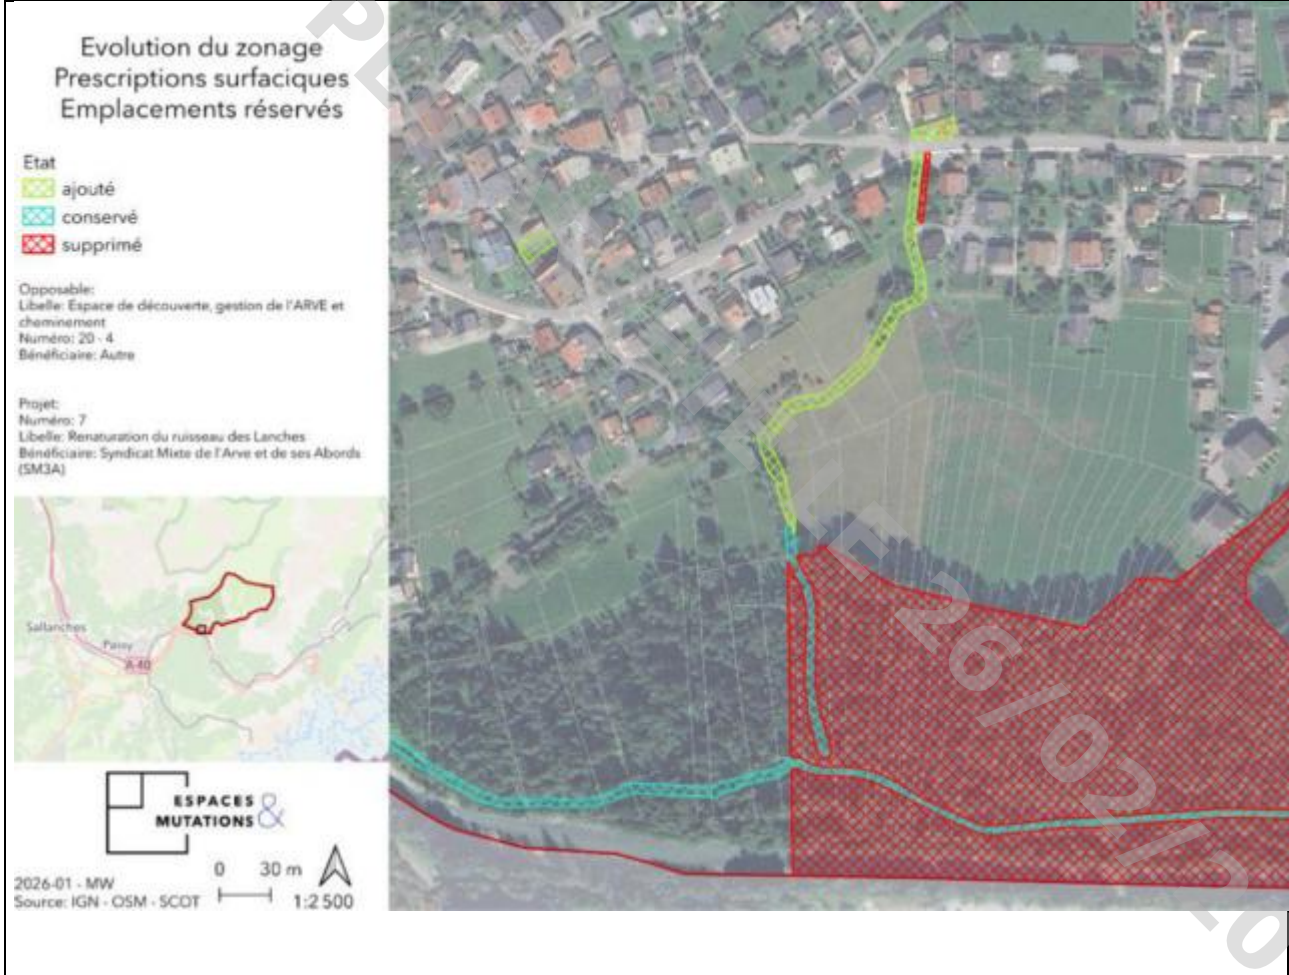 Evolution du zonage
Prescriptions surfaciques
Emplacements réservés
Etat
ajouté
conservé
supprimé
Opposable:
Libelle: Espace de découverte, gestion de l'ARVE et
cheminement
Numéro: 20 - 4
Bénéficiaire: Autre
Projet:
Numéro: 7
Libelle: Renaturation du ruisseau des Lanches
Bénéficiaire: Syndicat Mixte de l'Arve et de ses Abords
(SM3A)
Sallanches
Passy
A-40
ESPACES &
MUTATIONS
0 30 m
1:2 500
2026-01 - MW
Source: IGN - OSM - SCOT
26/02/20